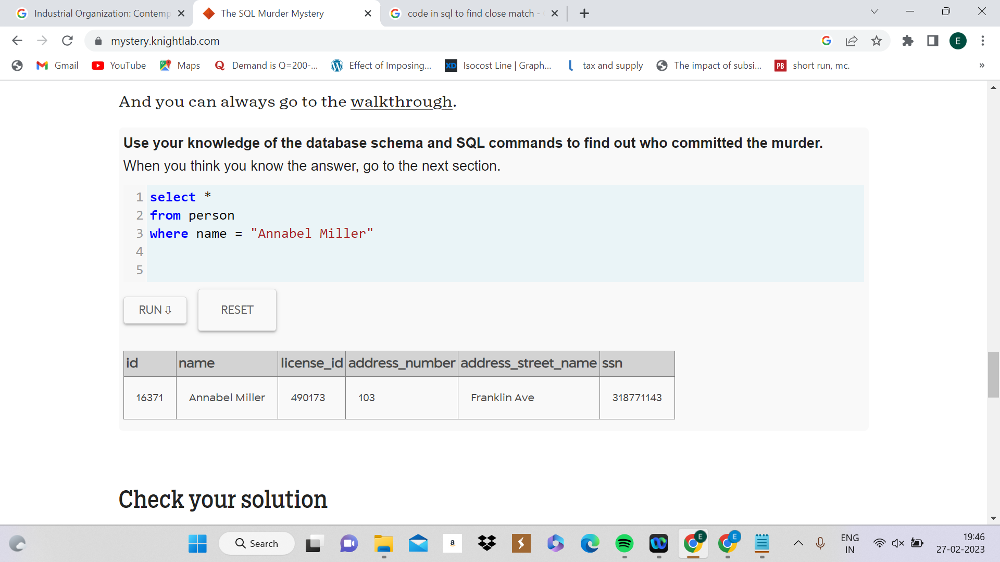 Industrial Organization: Contemp
The SQL Murder Mystery
code in sql to find close match -
mystery.knightlab.com
E
Gmail
YouTube
Maps
Demand is Q=200-...
Effect of Imposing...
XD
Isocost Line | Graph...
tax and supply
The impact of subsi...
PB
short run, mc.
»
And you can always go to the walkthrough.
Use your knowledge of the database schema and SQL commands to find out who committed the murder.
When you think you know the answer, go to the next section.
1 select *
2 from person
3 where name = "Annabel Miller"
4
5
RUN ⇩ RESET
id name license_id address_number address_street_name ssn
16371 Annabel Miller 490173 103 Franklin Ave 318771143
Check your solution
Search
a
E
E
ENG
IN
19:46
27-02-2023